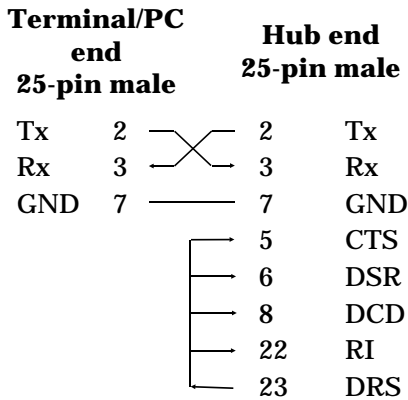 Terminal/PC
end
25-pin male
Hub end
25-pin male
Tx 2 2 Tx
Rx 3 3 Rx
GND 7 7 GND
5 CTS
6 DSR
8 DCD
22 RI
23 DRS